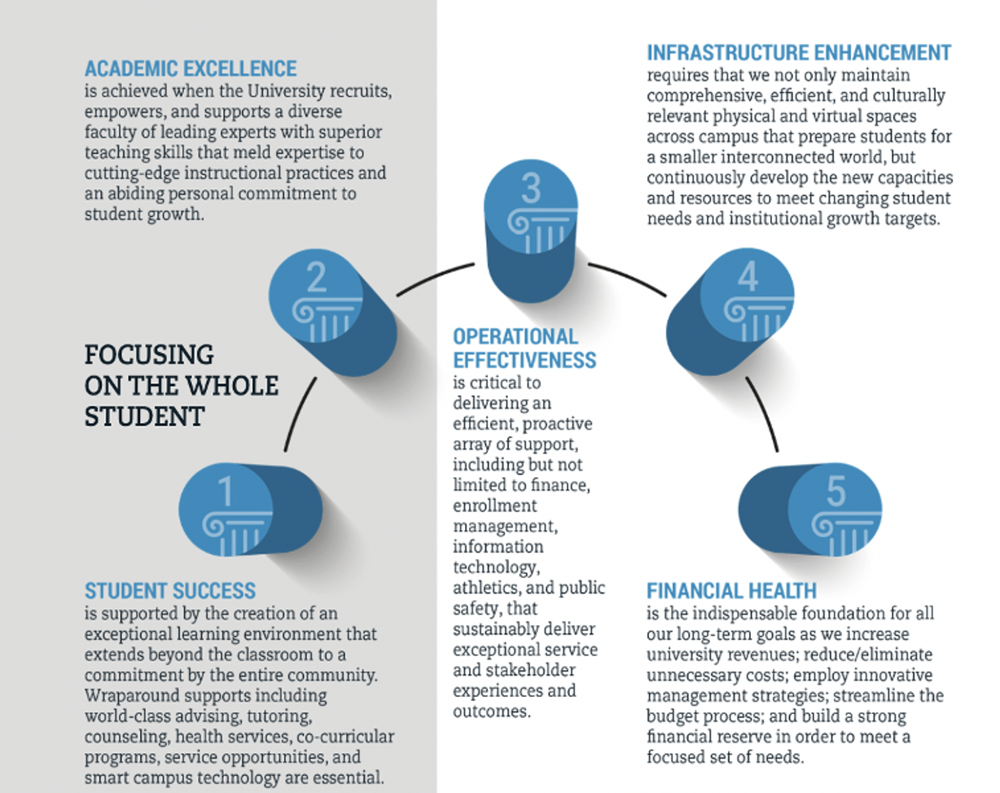 ACADEMIC EXCELLENCE
is achieved when the University recruits,
empowers, and supports a diverse
faculty of leading experts with superior
teaching skills that meld expertise to
cutting-edge instructional practices and
an abiding personal commitment to
student growth.
INFRASTRUCTURE ENHANCEMENT
requires that we not only maintain
comprehensive, efficient, and culturally
relevant physical and virtual spaces
across campus that prepare students for
a smaller interconnected world, but
continuously develop the new capacities
and resources to meet changing student
needs and institutional growth targets.
3
2
4
FOCUSING
ON THE WHOLE
STUDENT
OPERATIONAL
EFFECTIVENESS
is critical to
delivering an
efficient, proactive
array of support,
including but not
limited to finance,
enrollment
management,
information
technology,
athletics, and public
safety, that
sustainably deliver
exceptional service
and stakeholder
experiences and
outcomes.
1
5
STUDENT SUCCESS
is supported by the creation of an
exceptional learning environment that
extends beyond the classroom to a
commitment by the entire community.
Wraparound supports including
world-class advising, tutoring,
counseling, health services, co-curricular
programs, service opportunities, and
smart campus technology are essential.
FINANCIAL HEALTH
is the indispensable foundation for all
our long-term goals as we increase
university revenues; reduce/eliminate
unnecessary costs; employ innovative
management strategies; streamline the
budget process; and build a strong
financial reserve in order to meet a
focused set of needs.